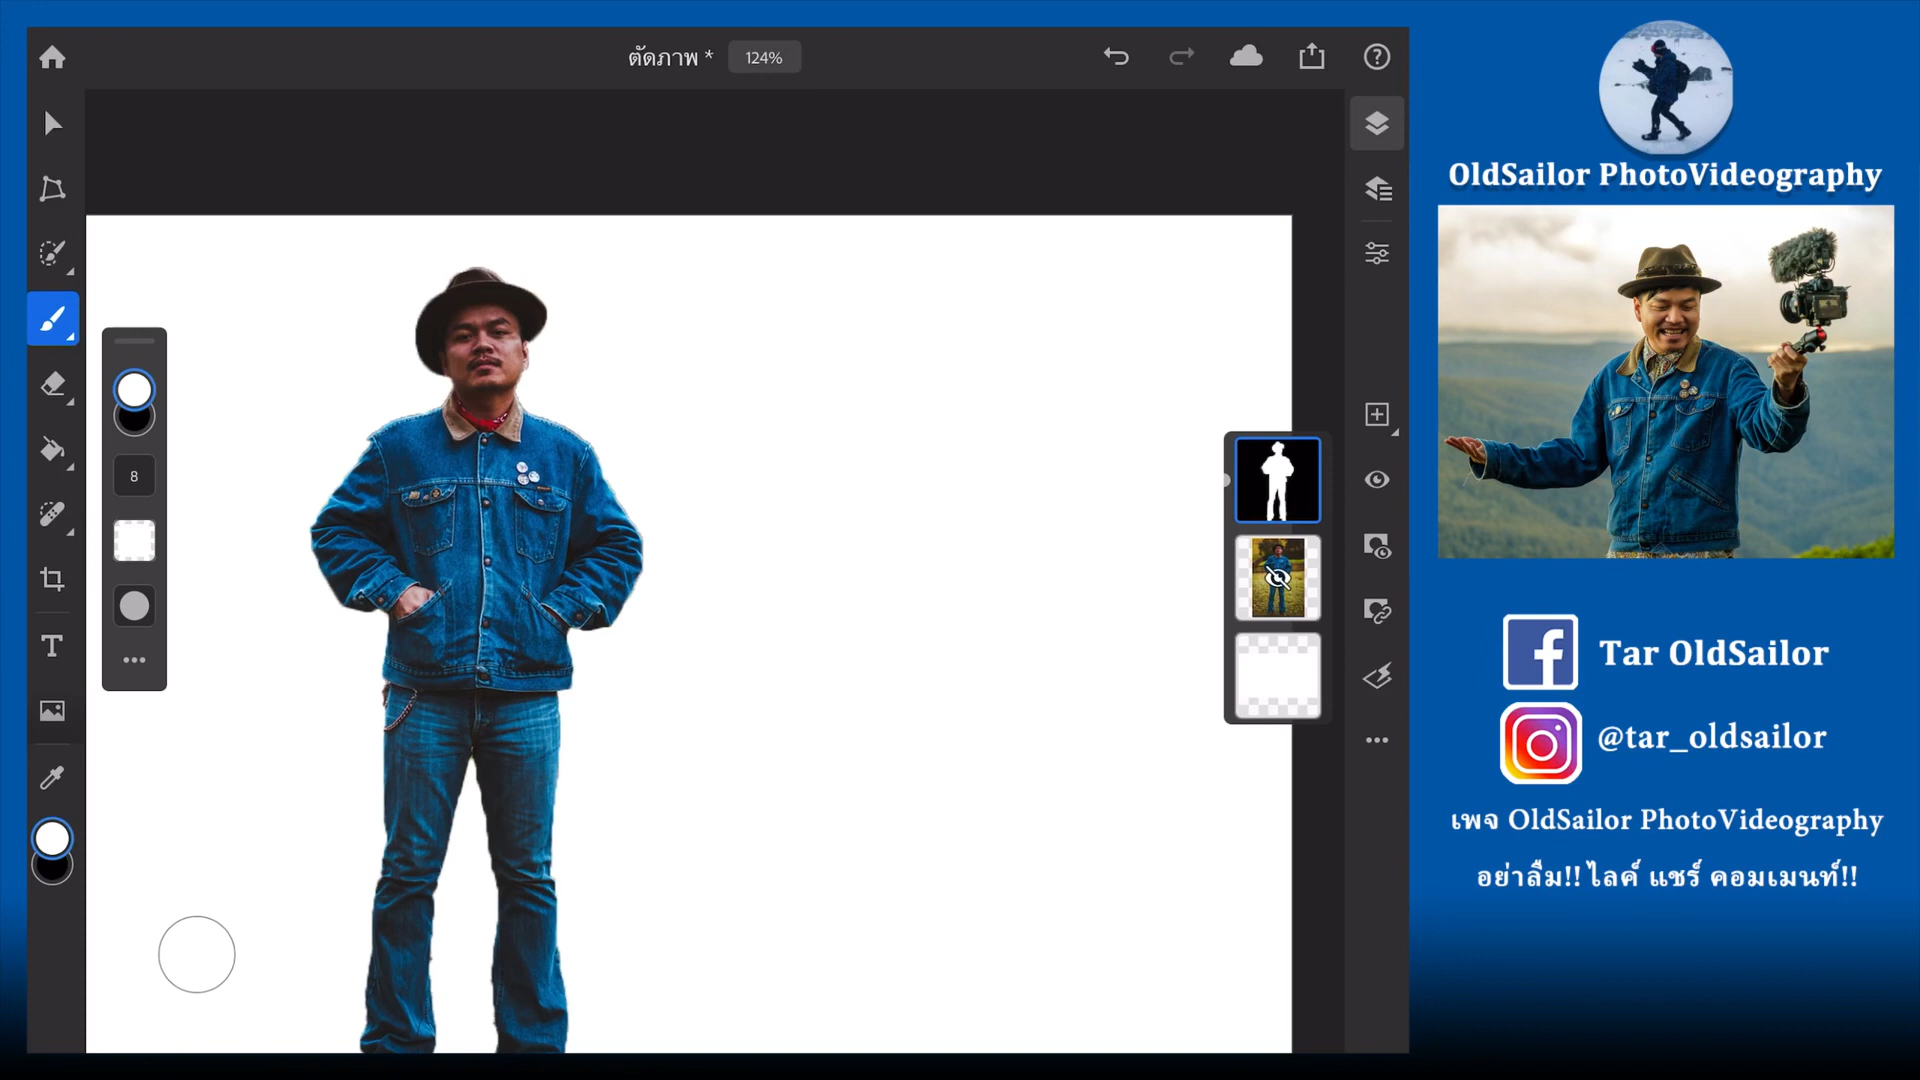 ตัดภาพ *
124%
8
OldSailor PhotoVideography
Tar OldSailor
@tar_oldsailor
เพจ OldSailor PhotoVideography
อย่าลืม!! ไลค์ แชร์ คอมเมนท์!!